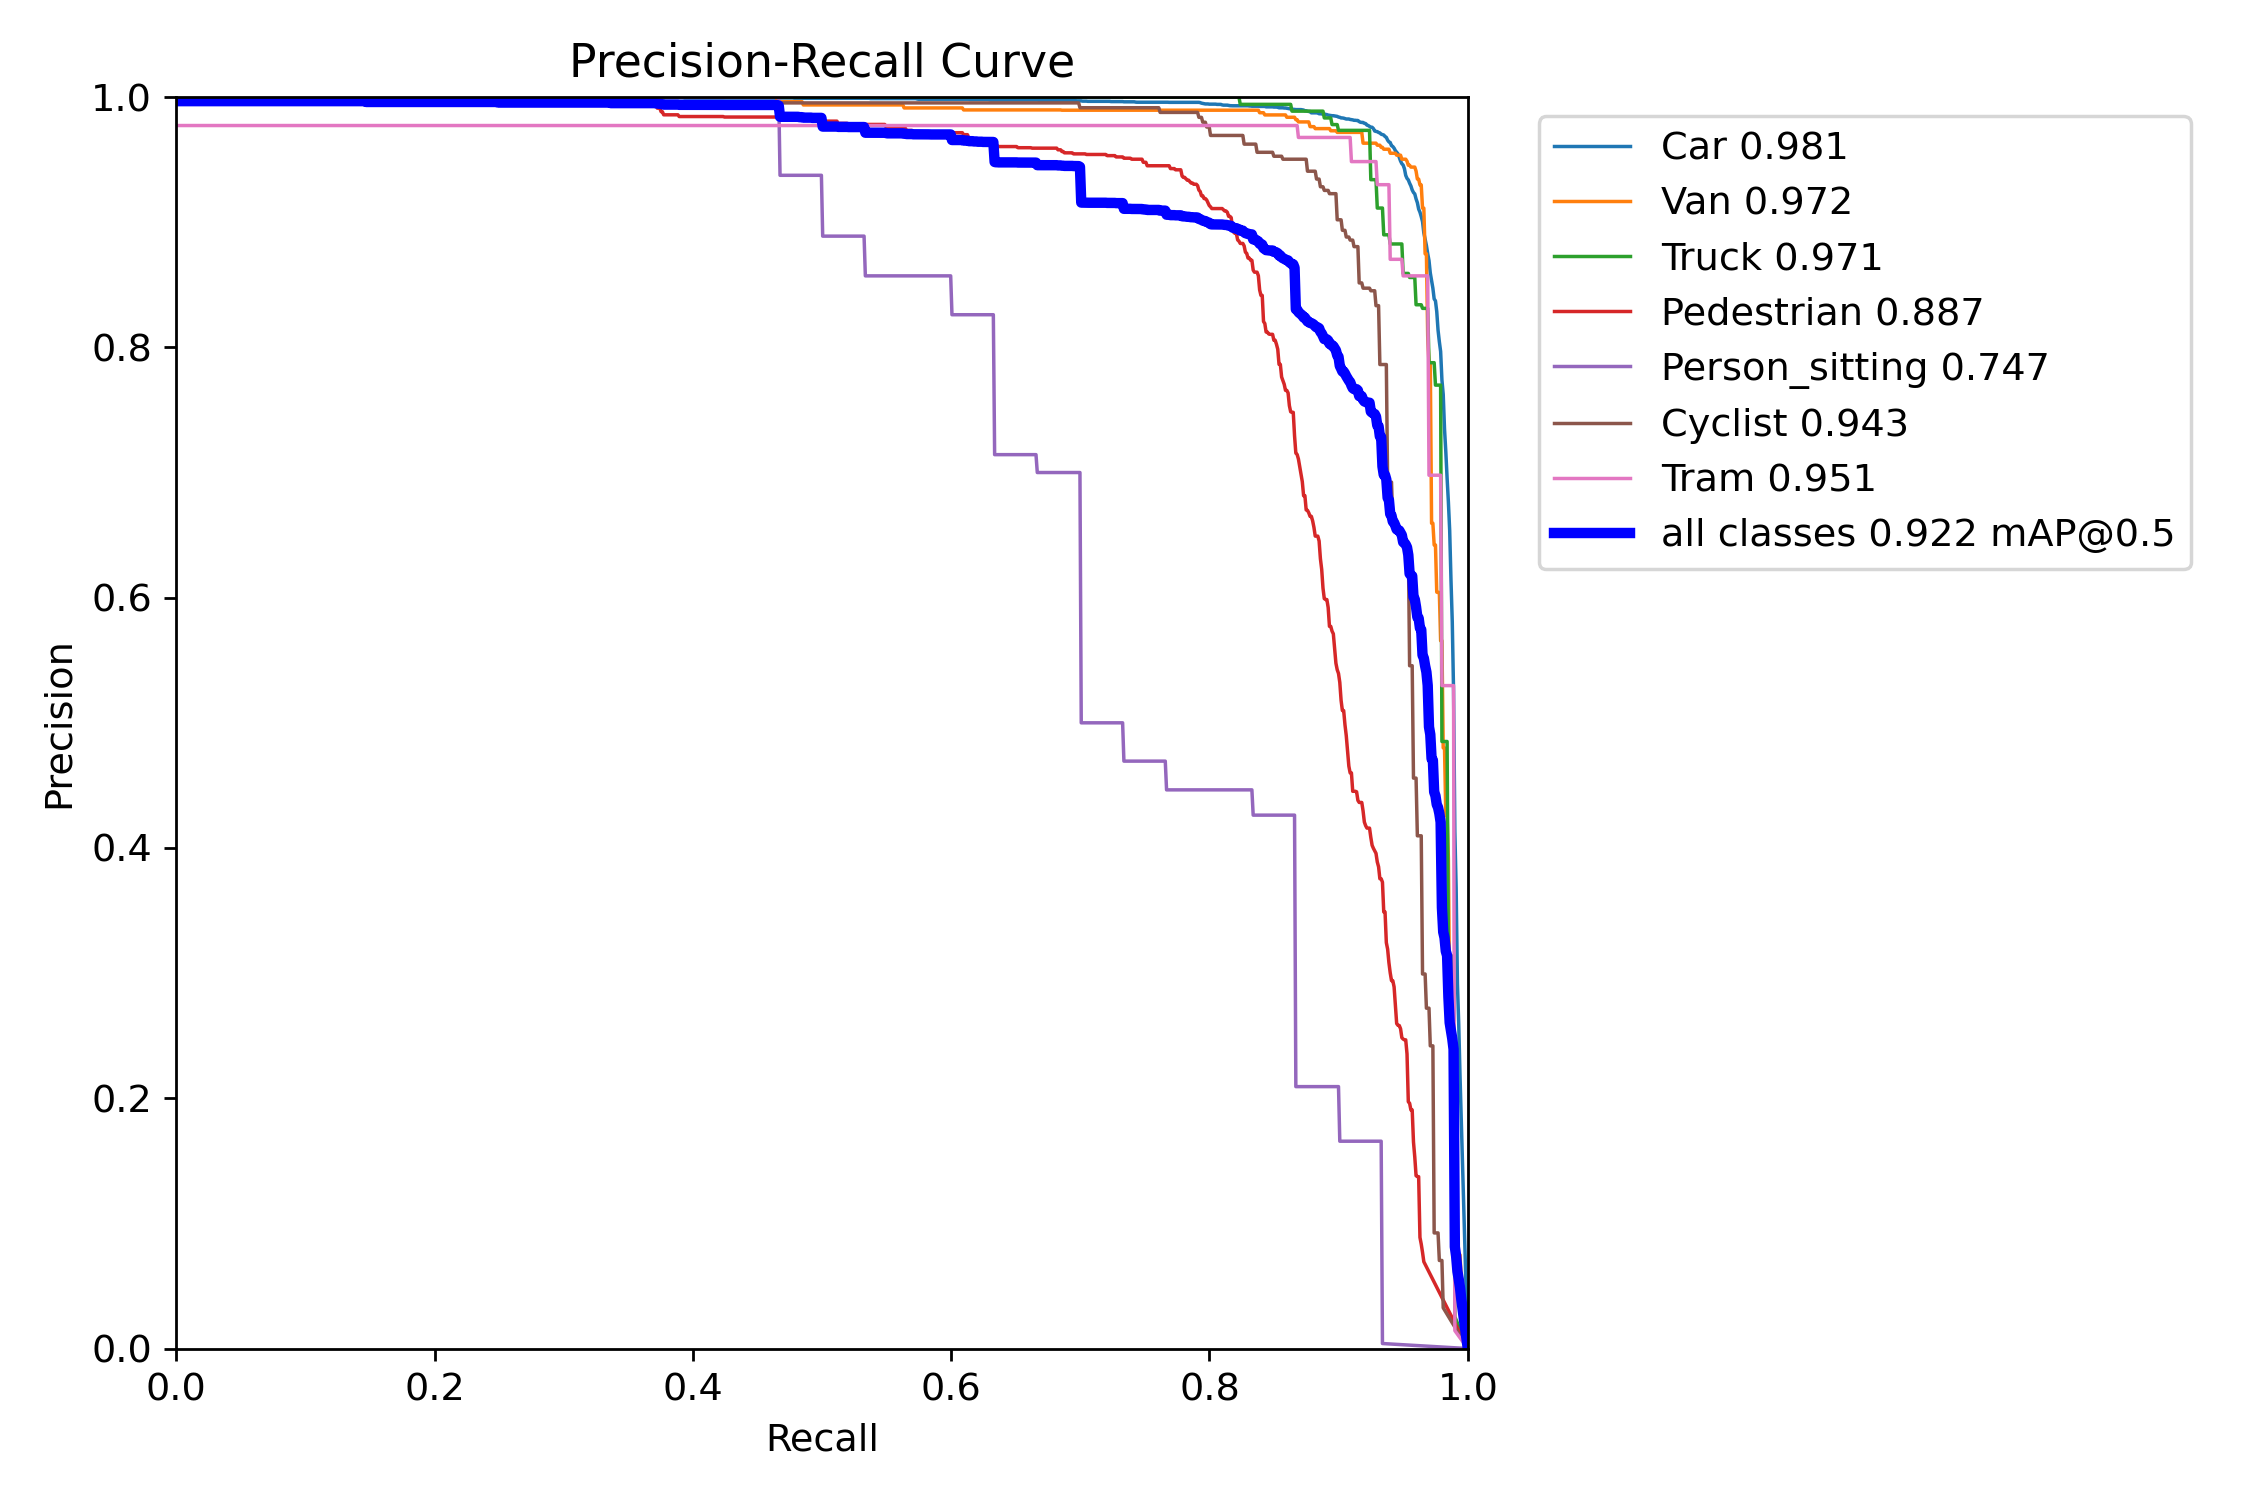 Precision-Recall Curve
1.0
0.8
0.6
0.4
0.2
0.0
Precision
0.0 0.2 0.4 0.6 0.8 1.0
Recall
Car 0.981
Van 0.972
Truck 0.971
Pedestrian 0.887
Person_sitting 0.747
Cyclist 0.943
Tram 0.951
all classes 0.922 mAP@0.5